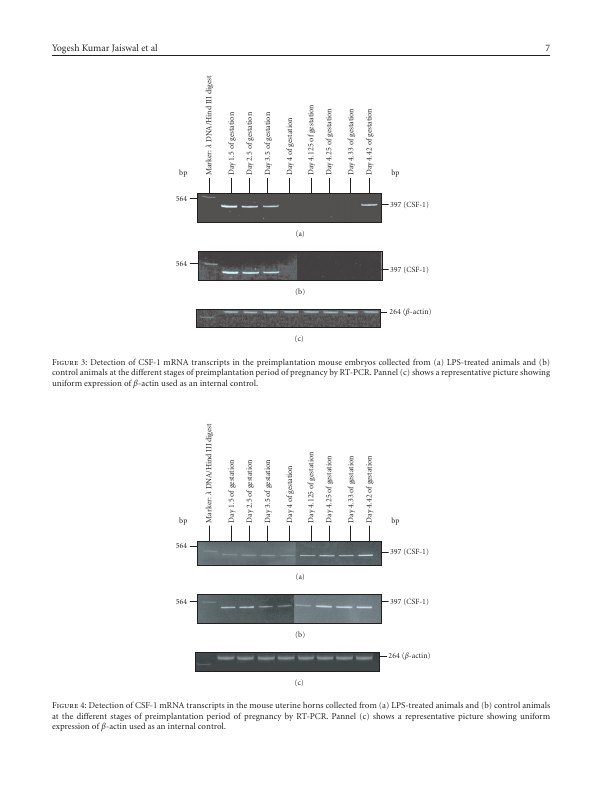 Yogesh Kumar Jaiswal et al 7
Marker: λ DNA/Hind III digest
Day 1.5 of gestation
Day 2.5 of gestation
Day 3.5 of gestation
Day 4 of gestation
Day 4.125 of gestation
Day 4.25 of gestation
Day 4.33 of gestation
Day 4.42 of gestation
bp bp
564
397 (CSF-1)
(a)
564
397 (CSF-1)
(b)
264 (β-actin)
(c)
Figure 3: Detection of CSF-1 mRNA transcripts in the preimplantation mouse embryos collected from (a) LPS-treated animals and (b)
control animals at the different stages of preimplantation period of pregnancy by RT-PCR. Pannel (c) shows a representative picture showing
uniform expression of β-actin used as an internal control.
Marker: λ DNA/Hind III digest
Day 1.5 of gestation
Day 2.5 of gestation
Day 3.5 of gestation
Day 4 of gestation
Day 4.125 of gestation
Day 4.25 of gestation
Day 4.33 of gestation
Day 4.42 of gestation
bp bp
564
397 (CSF-1)
(a)
564
397 (CSF-1)
(b)
264 (β-actin)
(c)
Figure 4: Detection of CSF-1 mRNA transcripts in the mouse uterine horns collected from (a) LPS-treated animals and (b) control animals
at the different stages of preimplantation period of pregnancy by RT-PCR. Pannel (c) shows a representative picture showing uniform
expression of β-actin used as an internal control.